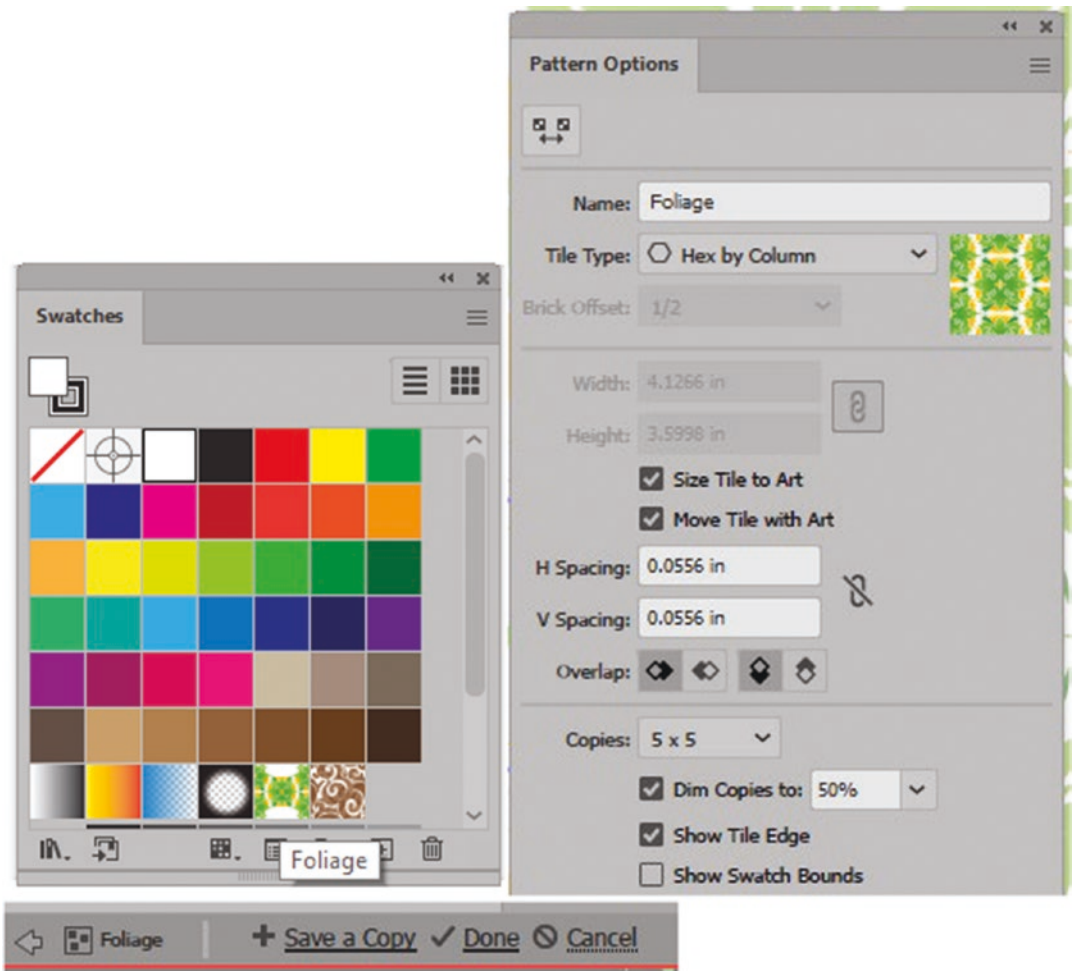 Pattern Options
Name: Foliage
Tile Type: Hex by Column
Brick Offset: 1/2
Width: 4.1266 in
Height: 3.5998 in
Size Tile to Art
Move Tile with Art
H Spacing: 0.0556 in
V Spacing: 0.0556 in
Overlap:
Copies: 5 x 5
Dim Copies to: 50%
Show Tile Edge
Show Swatch Bounds
Swatches
Foliage
Foliage
Save a Copy
Done
Cancel